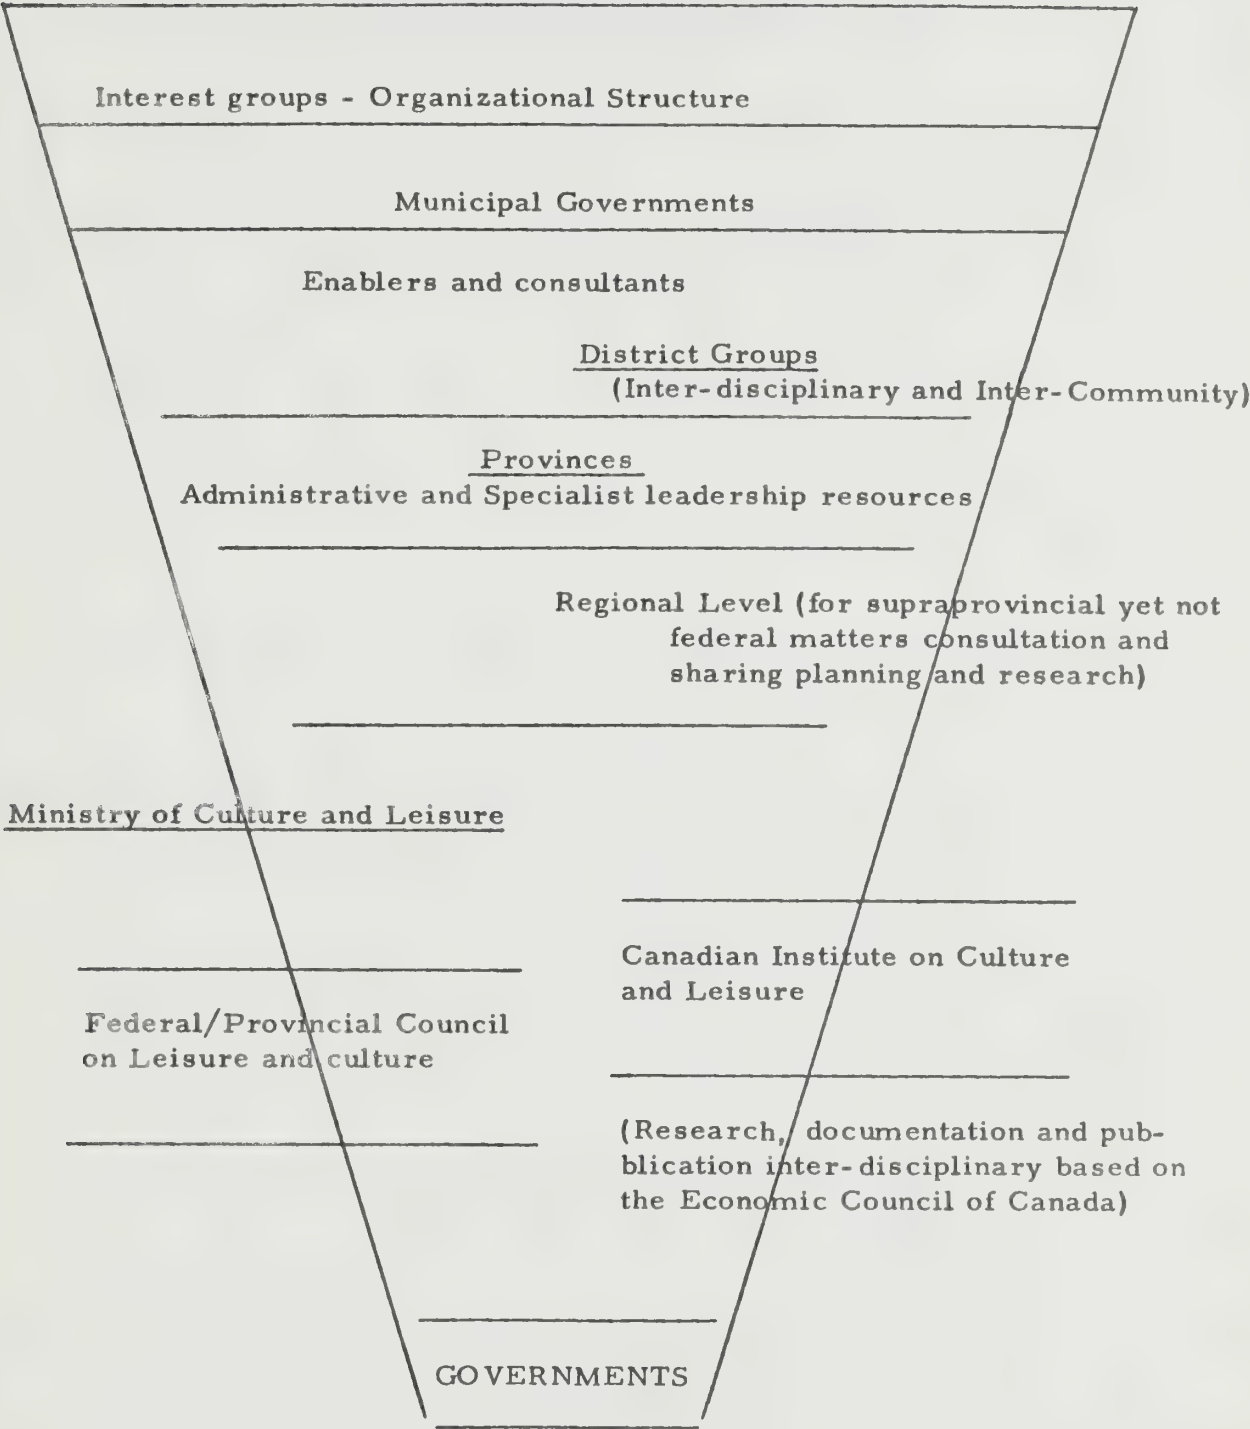 Interest groups - Organizational Structure
Municipal Governments
Enablers and consultants
District Groups
(Inter-disciplinary and Inter-Community)
Provinces
Administrative and Specialist leadership resources
Regional Level (for supraprovincial yet not
federal matters consultation and
sharing planning and research)
Ministry of Culture and Leisure
Canadian Institute on Culture
and Leisure
Federal/Provincial Council
on Leisure and culture
(Research, documentation and pub-
blication inter-disciplinary based on
the Economic Council of Canada)
GOVERNMENTS